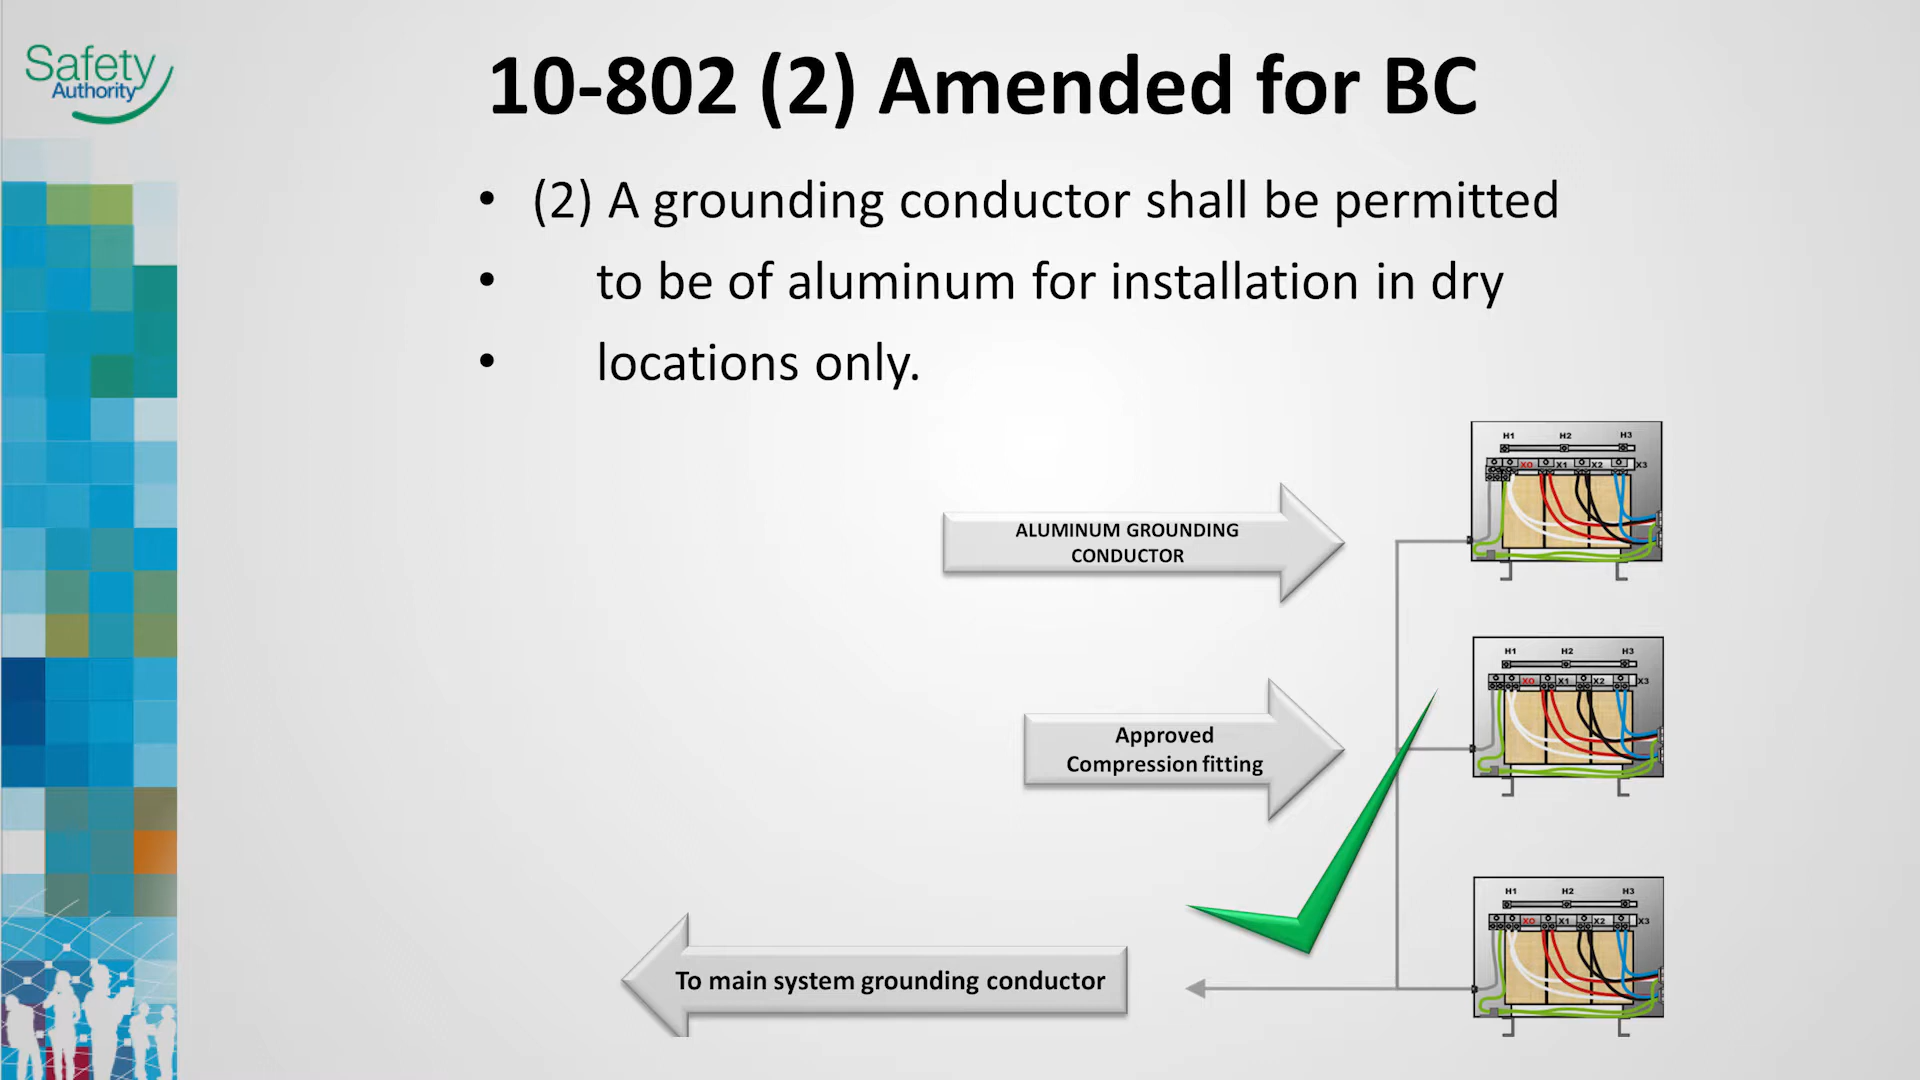 Safety
Authority
10-802 (2) Amended for BC
• (2) A grounding conductor shall be permitted
• to be of aluminum for installation in dry
• locations only.
ALUMINUM GROUNDING
CONDUCTOR
H1 H2 H3
X0 X1 X2 X3
Approved
Compression fitting
H1 H2 H3
X0 X1 X2 X3
To main system grounding conductor
H1 H2 H3
X0 X1 X2 X3